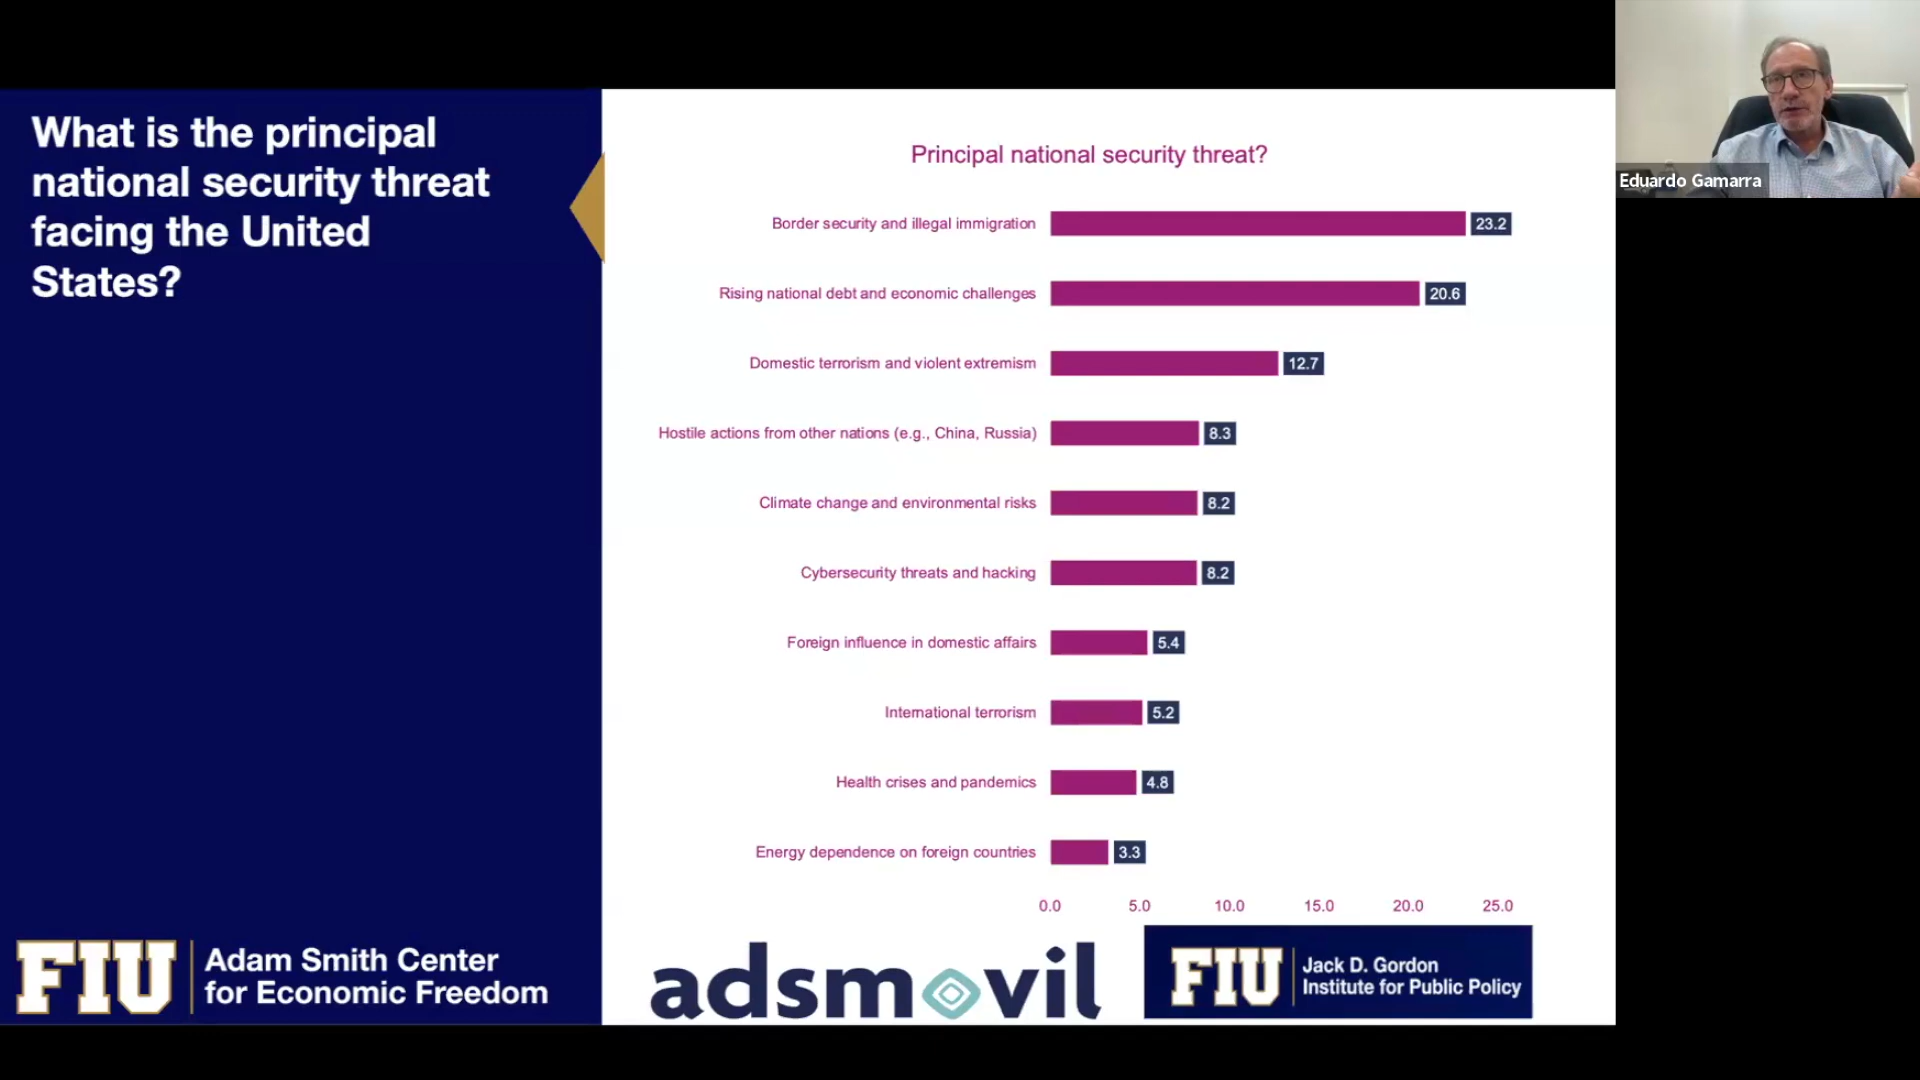 What is the principal
national security threat
facing the United
States?
Principal national security threat?
Border security and illegal immigration 23.2
Rising national debt and economic challenges 20.6
Domestic terrorism and violent extremism 12.7
Hostile actions from other nations (e.g., China, Russia) 8.3
Climate change and environmental risks 8.2
Cybersecurity threats and hacking 8.2
Foreign influence in domestic affairs 5.4
International terrorism 5.2
Health crises and pandemics 4.8
Energy dependence on foreign countries 3.3
0.0 5.0 10.0 15.0 20.0 25.0
FIU
Adam Smith Center
for Economic Freedom
adsmovil
FIU
Jack D. Gordon
Institute for Public Policy
Eduardo Gamarra